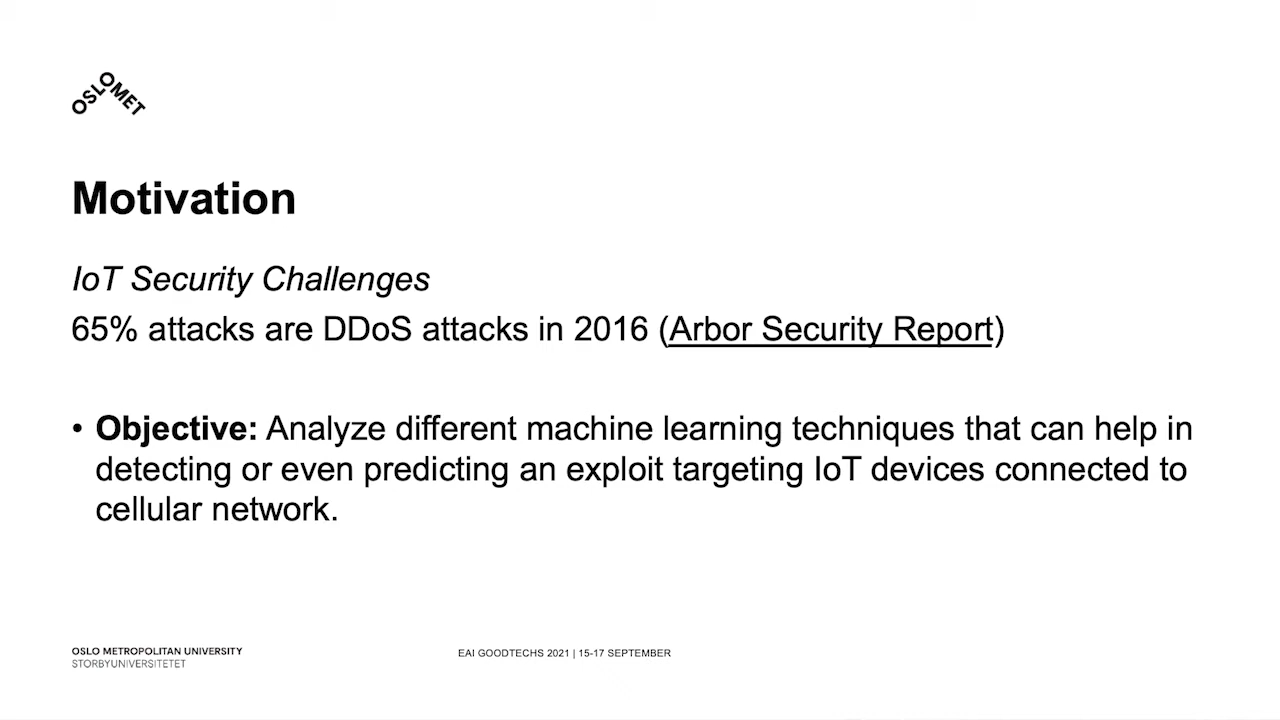 OSLOMET
Motivation
IoT Security Challenges
65% attacks are DDoS attacks in 2016 (Arbor Security Report)
• Objective: Analyze different machine learning techniques that can help in
detecting or even predicting an exploit targeting IoT devices connected to
cellular network.
OSLO METROPOLITAN UNIVERSITY
STORBYUNIVERSITETET
EAI GOODTECHS 2021 | 15-17 SEPTEMBER